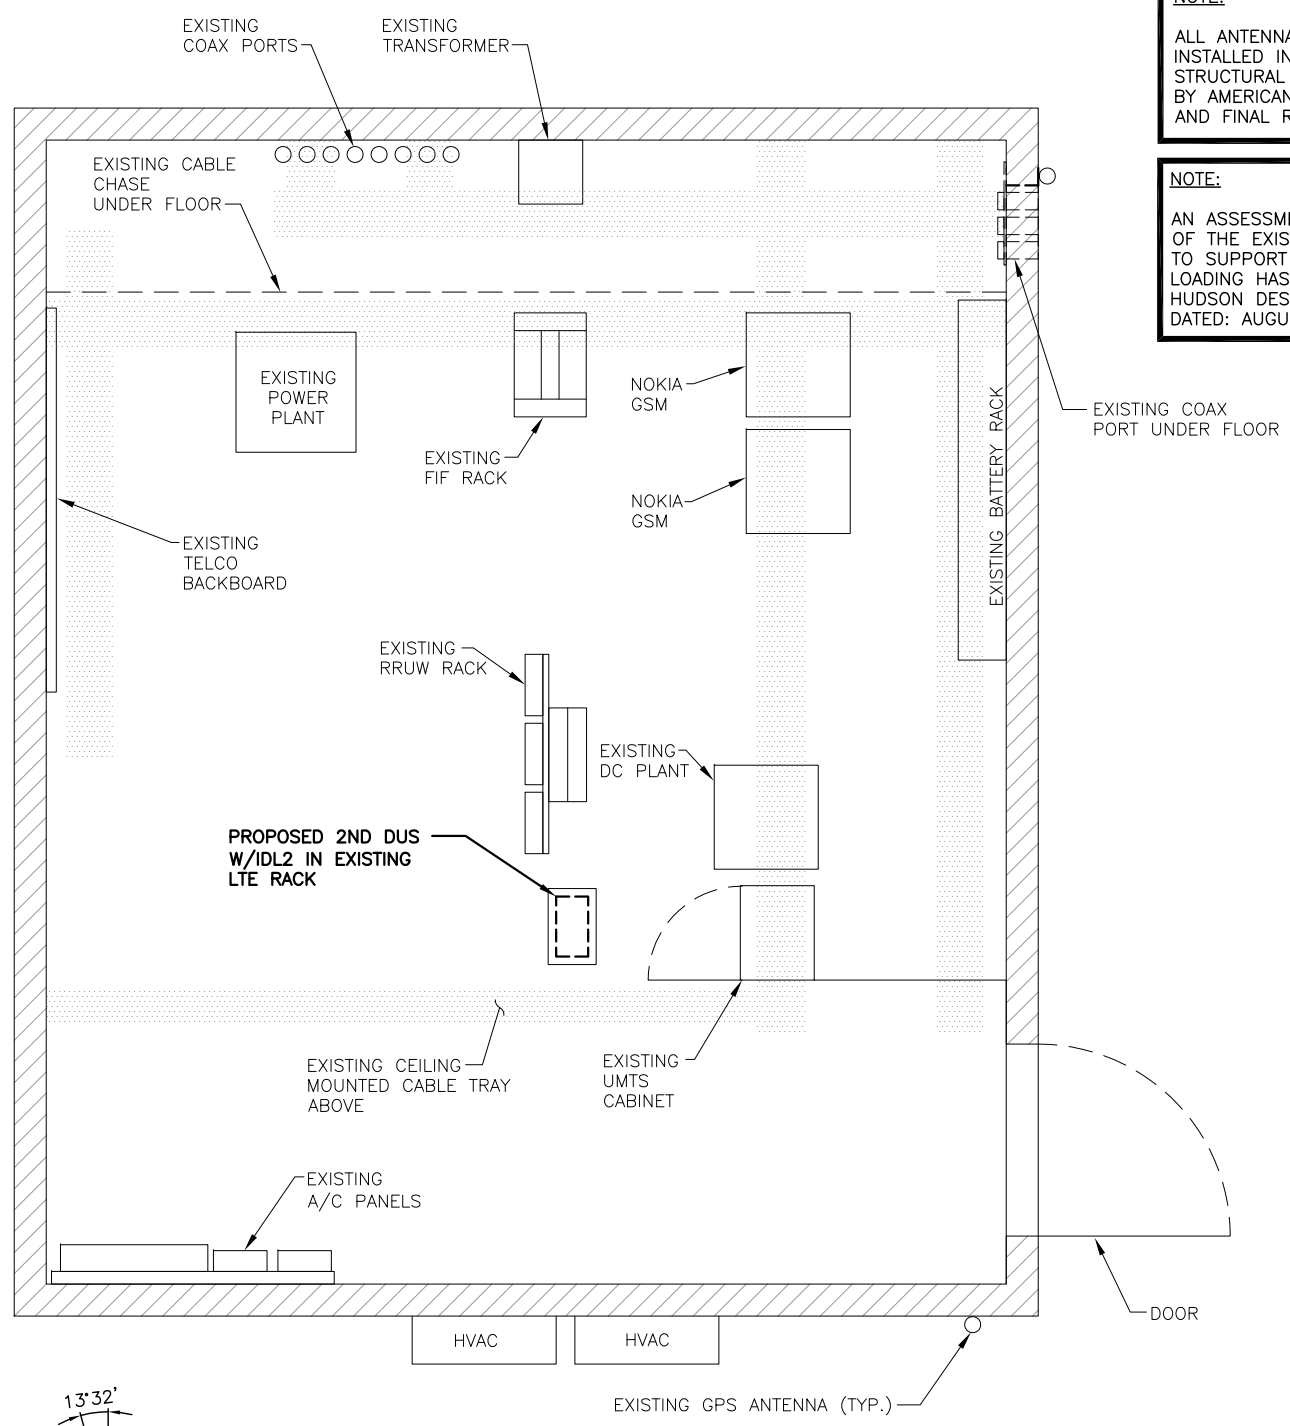 EXISTING
COAX PORTS
EXISTING
TRANSFORMER
NOTE:
ALL ANTENNA
INSTALLED IN
STRUCTURAL
BY AMERICAN
AND FINAL R
EXISTING CABLE
CHASE
UNDER FLOOR
NOTE:
AN ASSESSME
OF THE EXIS
TO SUPPORT
LOADING HAS
HUDSON DES
DATED: AUGU
EXISTING
POWER
PLANT
NOKIA
GSM
EXISTING BATTERY RACK
EXISTING COAX
PORT UNDER FLOOR
EXISTING
FIF RACK
NOKIA
GSM
EXISTING
TELCO
BACKBOARD
EXISTING
RRUW RACK
EXISTING
DC PLANT
PROPOSED 2ND DUS
W/IDL2 IN EXISTING
LTE RACK
EXISTING CEILING
MOUNTED CABLE TRAY
ABOVE
EXISTING
UMTS
CABINET
EXISTING
A/C PANELS
DOOR
HVAC
HVAC
13°32'
EXISTING GPS ANTENNA (TYP.)